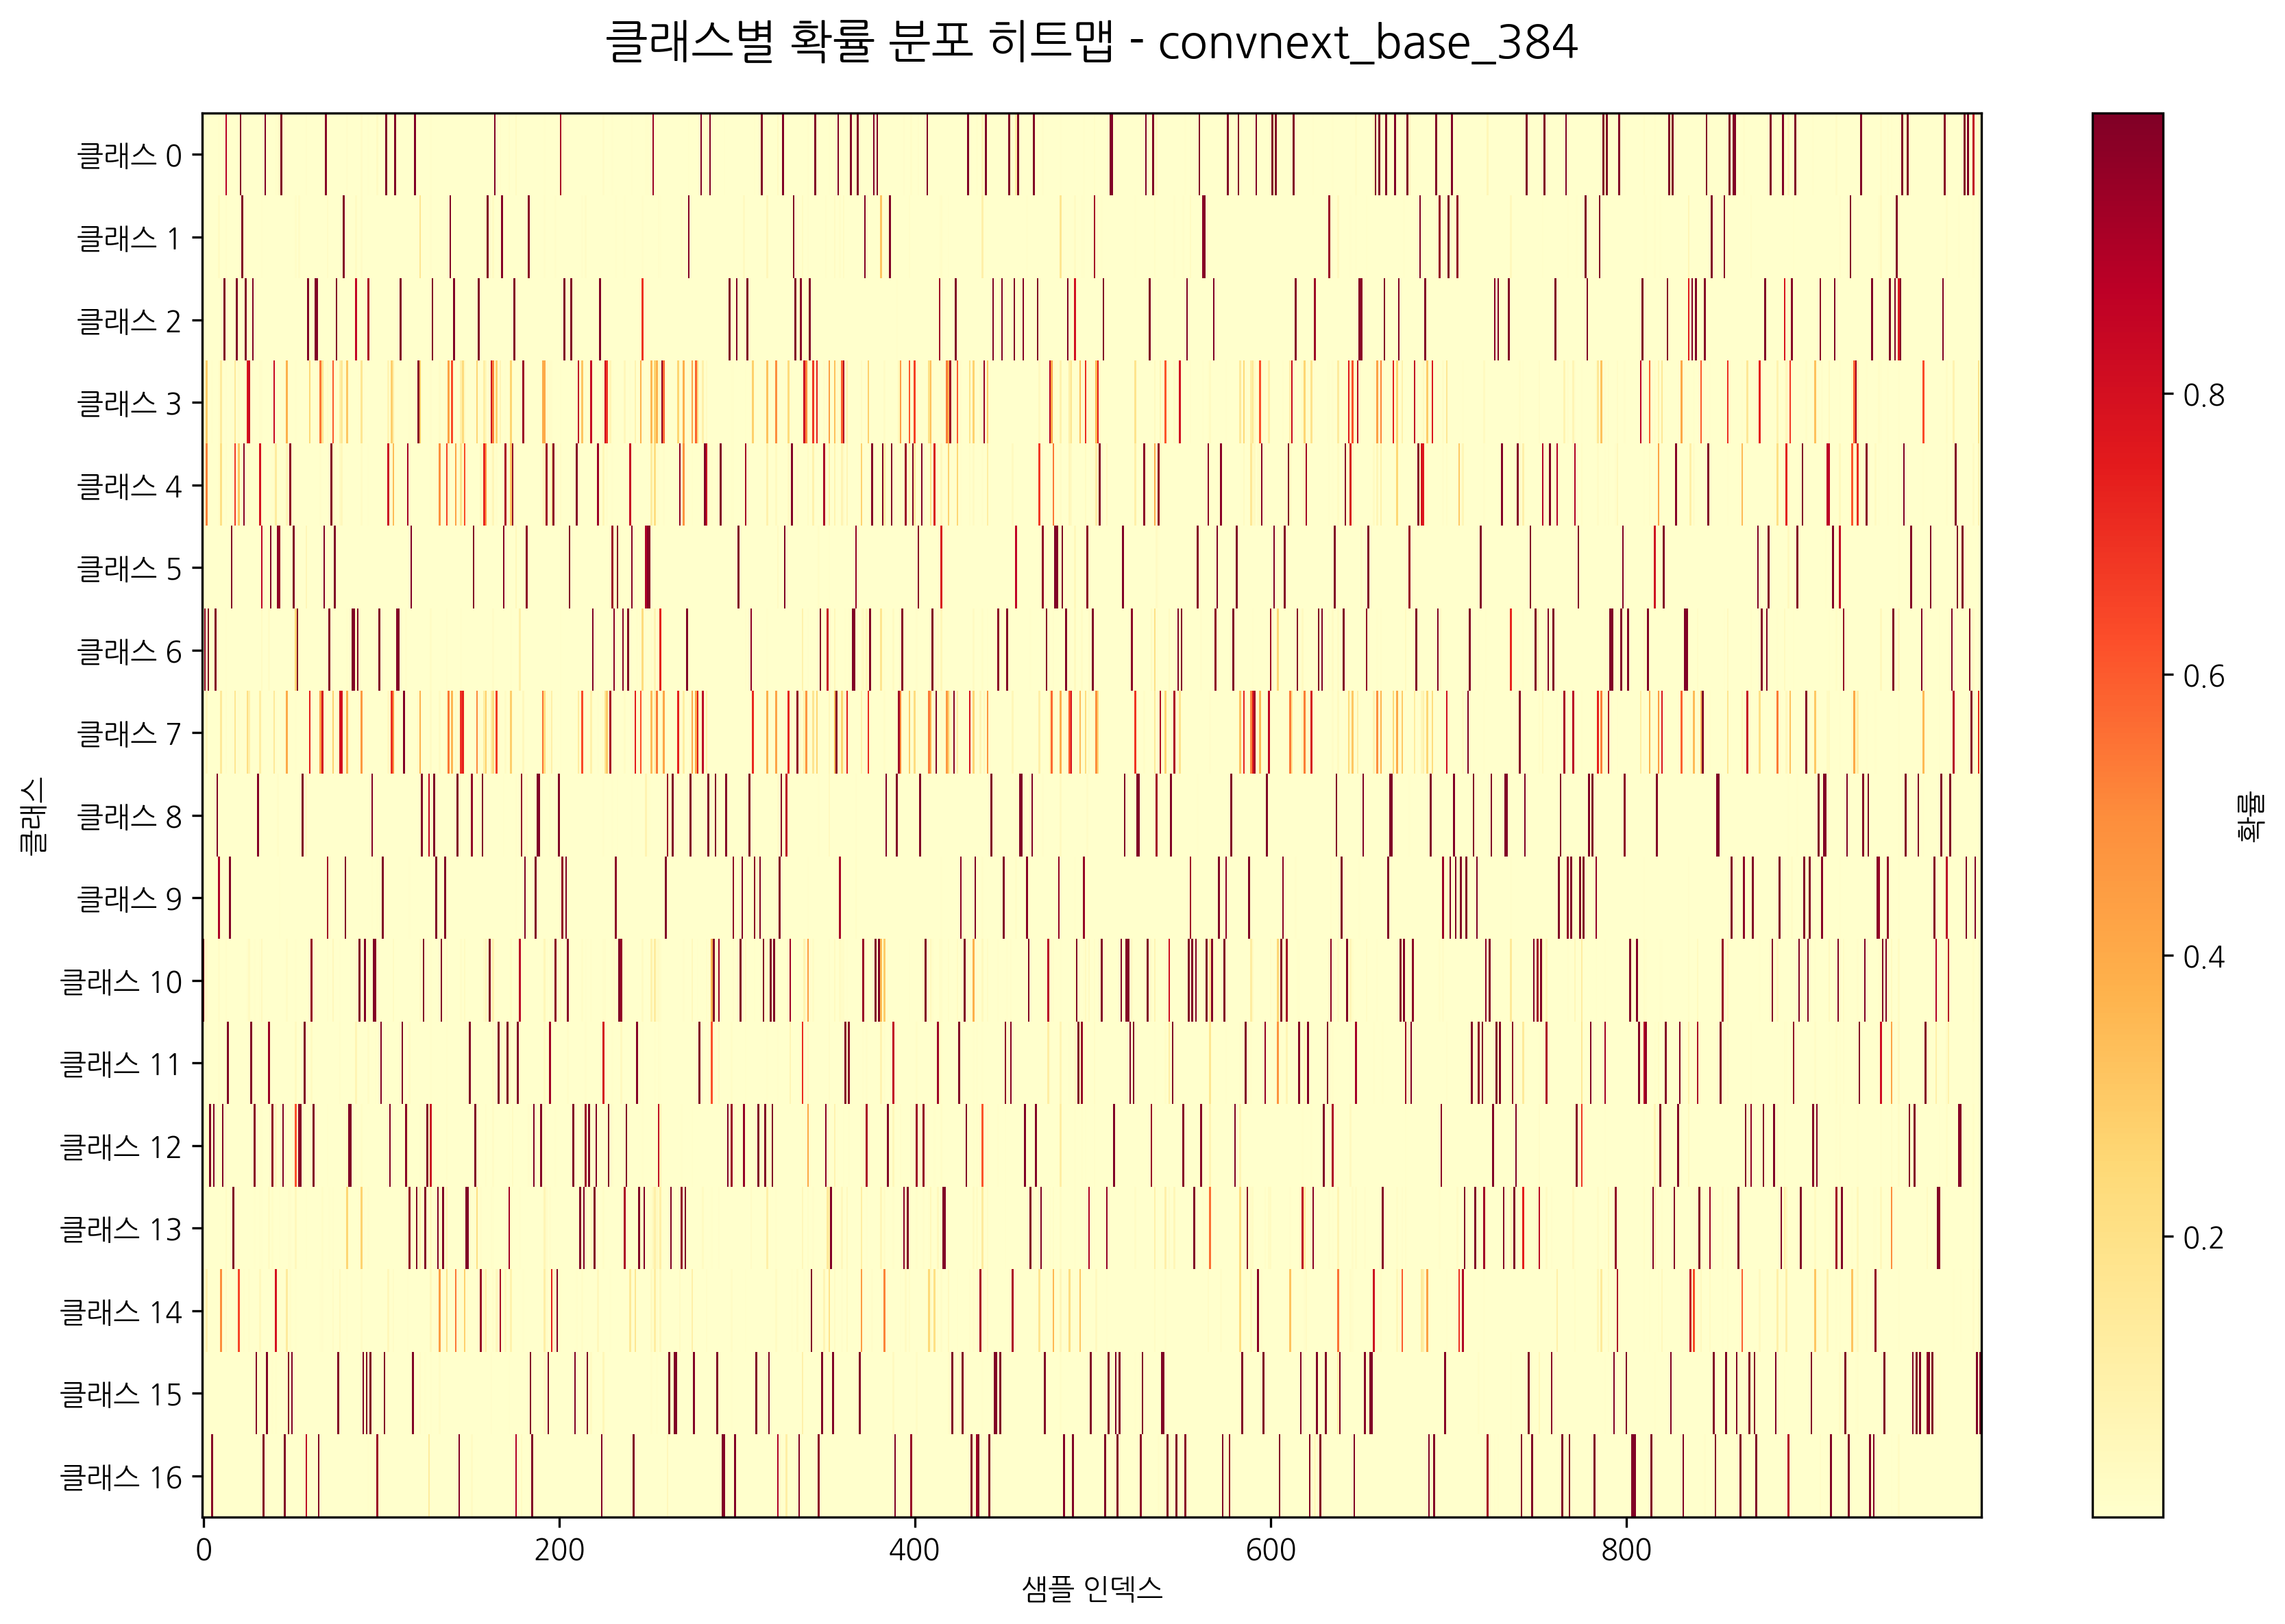 클래스별 확률 분포 히트맵 - convnext_base_384
클래스 0
클래스 1
클래스 2
클래스 3
클래스 4
클래스 5
클래스 6
클래스 7
클래스 8
클래스 9
클래스 10
클래스 11
클래스 12
클래스 13
클래스 14
클래스 15
클래스 16
클래스
0 200 400 600 800
샘플 인덱스
0.8
0.6
0.4
0.2
확률